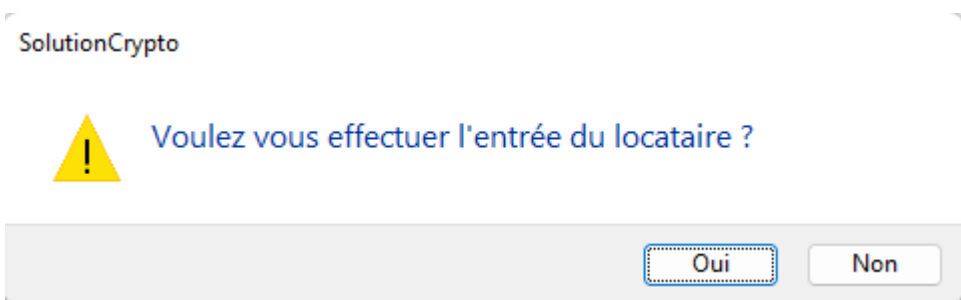 SolutionCrypto
Voulez vous effectuer l'entrée du locataire ?
Oui
Non